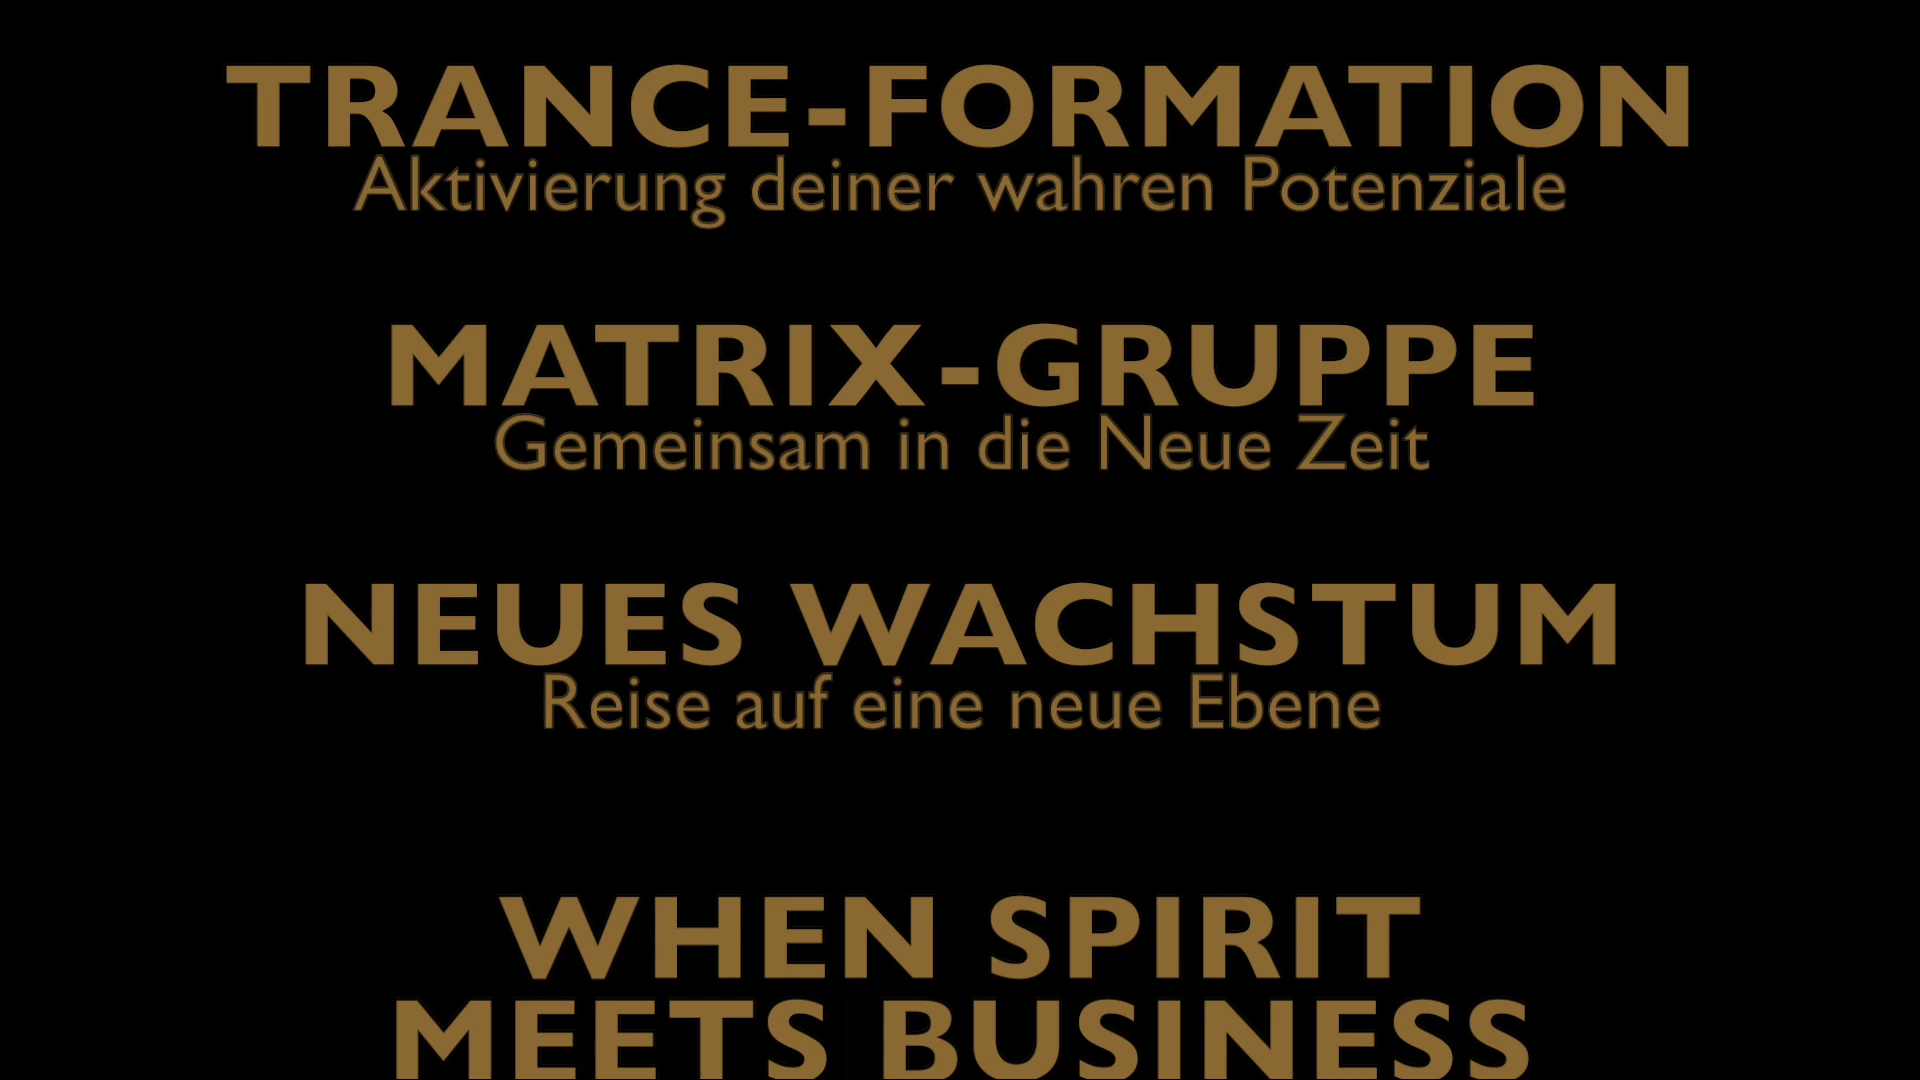 TRANCE-FORMATION
Aktivierung deiner wahren Potenziale
MATRIX-GRUPPE
Gemeinsam in die Neue Zeit
NEUES WACHSTUM
Reise auf eine neue Ebene
WHEN SPIRIT
MEETS BUSINESS